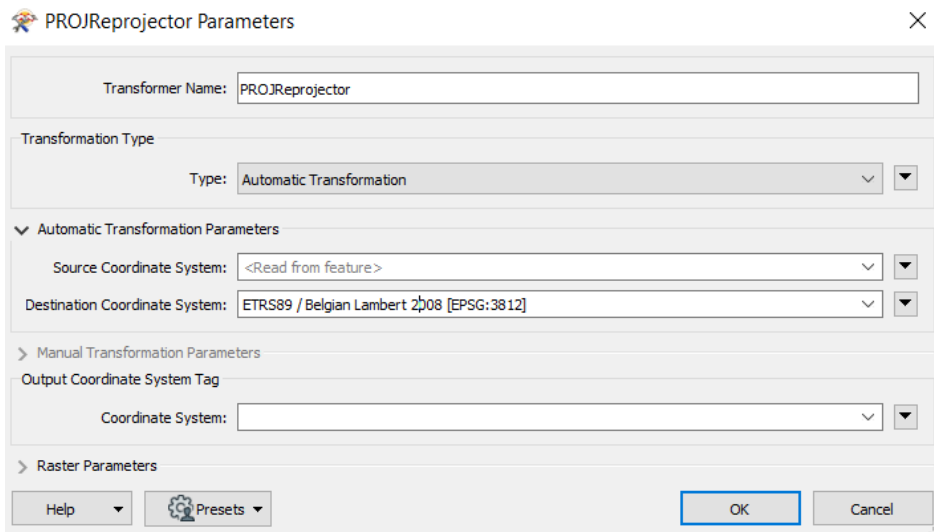 PROJReprojector Parameters
Transformer Name: PROJReprojector
Transformation Type
Type: Automatic Transformation
Automatic Transformation Parameters
Source Coordinate System: <Read from feature>
Destination Coordinate System: ETRS89 / Belgian Lambert 2008 [EPSG:3812]
Manual Transformation Parameters
Output Coordinate System Tag
Coordinate System:
Raster Parameters
Help Presets OK Cancel